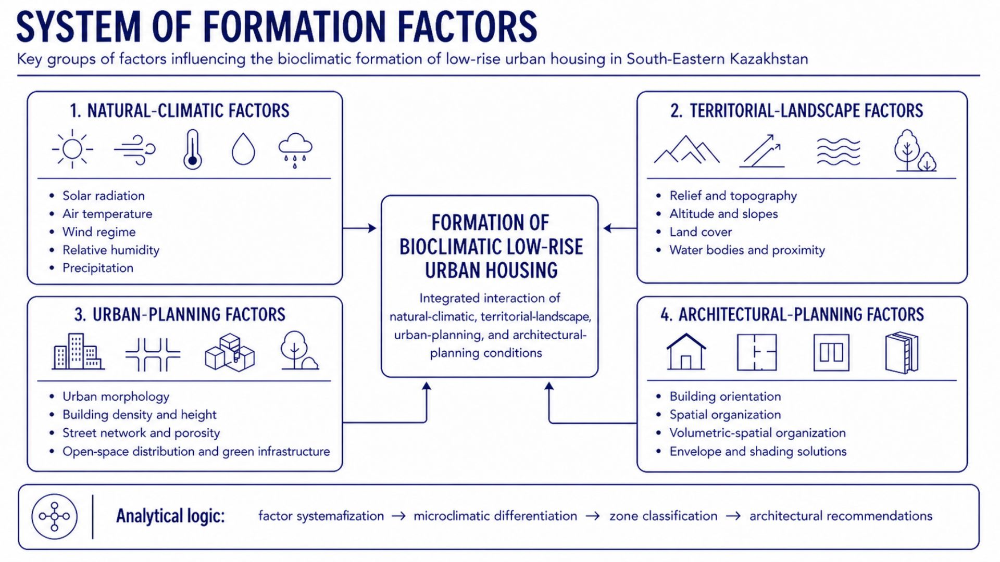 SYSTEM OF FORMATION FACTORS
Key groups of factors influencing the bioclimatic formation of low-rise urban housing in South-Eastern Kazakhstan
1. NATURAL-CLIMATIC FACTORS
• Solar radiation
• Air temperature
• Wind regime
• Relative humidity
• Precipitation
2. TERRITORIAL-LANDSCAPE FACTORS
• Relief and topography
• Altitude and slopes
• Land cover
• Water bodies and proximity
FORMATION OF
BIOCLIMATIC LOW-RISE
URBAN HOUSING
Integrated interaction of
natural-climatic, territorial-landscape,
urban-planning, and architectural-
planning conditions
3. URBAN-PLANNING FACTORS
• Urban morphology
• Building density and height
• Street network and porosity
• Open-space distribution and green infrastructure
4. ARCHITECTURAL-PLANNING FACTORS
• Building orientation
• Spatial organization
• Volumetric-spatial organization
• Envelope and shading solutions
Analytical logic: factor systemafization → microclimatic differentiation → zone classification → architectural recommendations